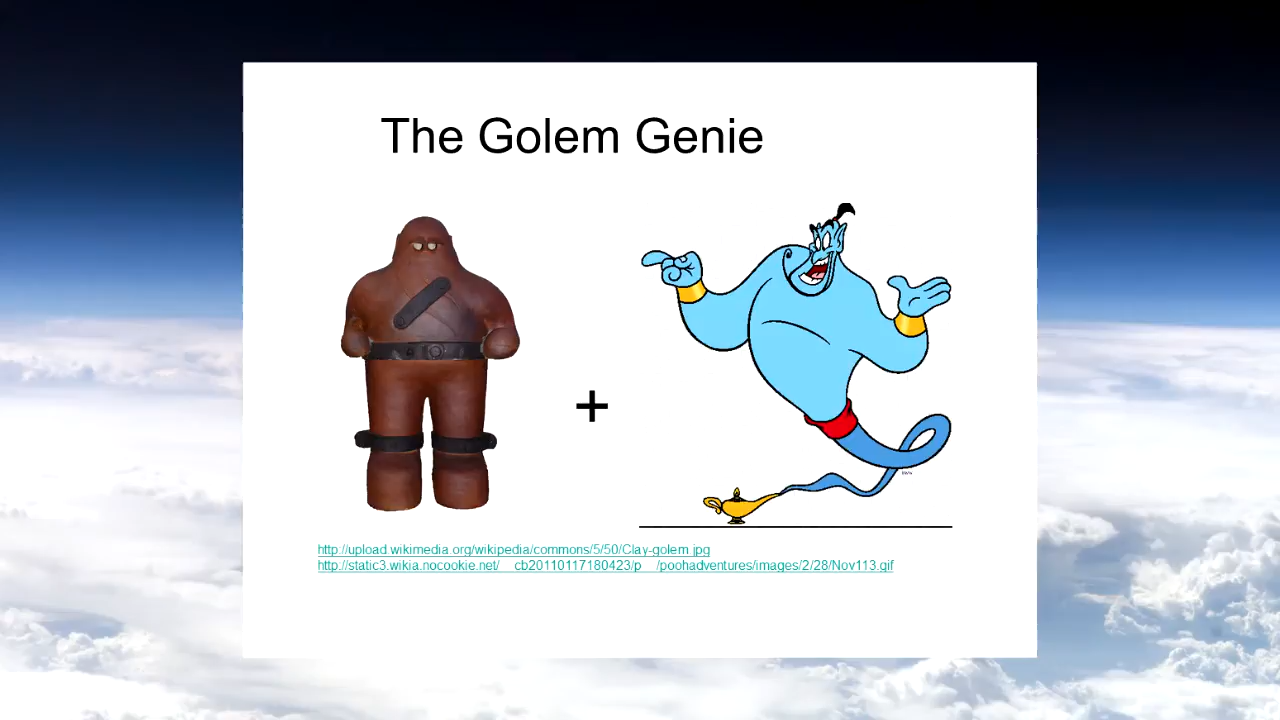 The Golem Genie
+
http://upload.wikimedia.org/wikipedia/commons/5/50/Clay-golem.jpg
http://static3.wikia.nocookie.net/__cb20110117180423/p__/poohadventures/images/2/28/Nov113.gif